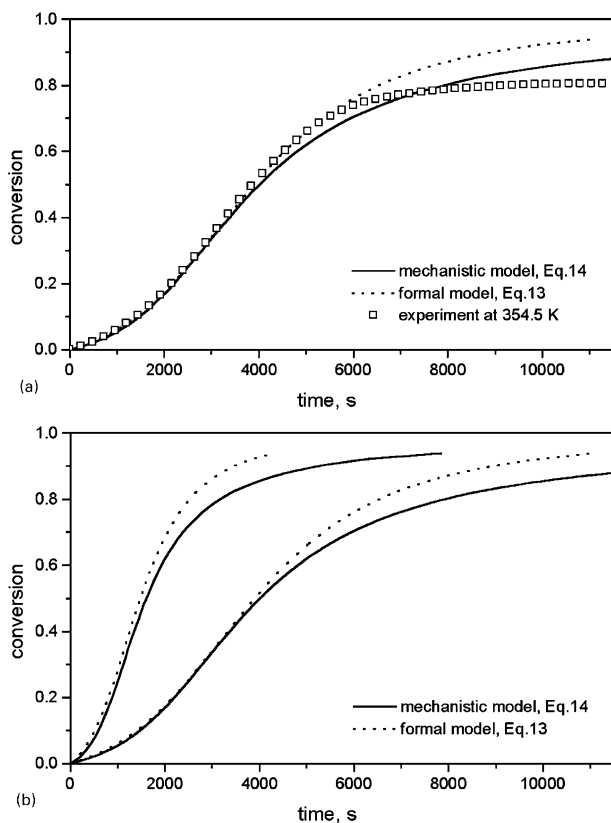 1.0
0.8
0.6
0.4
0.2
0.0
conversion
mechanistic model, Eq.14
formal model, Eq.13
experiment at 354.5 K
0 2000 4000 6000 8000 10000
(a)
time, s
1.0
0.8
0.6
0.4
0.2
0.0
conversion
mechanistic model, Eq.14
formal model, Eq.13
0 2000 4000 6000 8000 10000
(b)
time, s